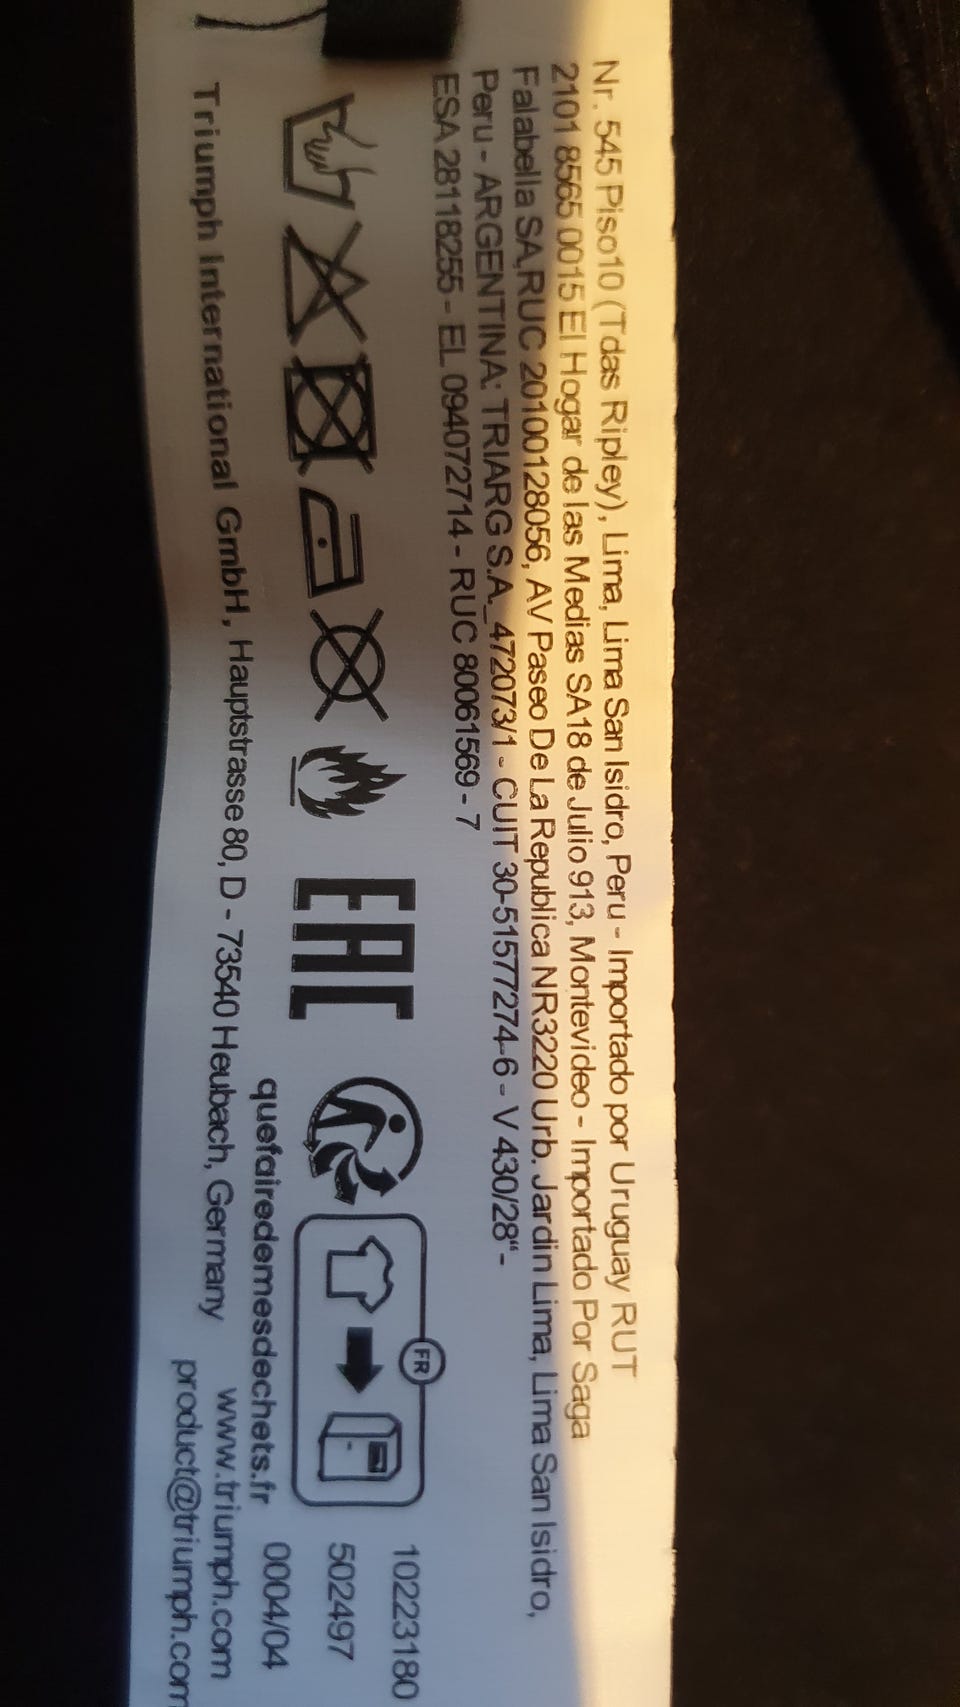 Nr. 545 Piso10 (Tdas Ripley), Lima, Lima San Isidro, Peru - Importado por Uruguay RUT
2101 8565 0015 El Hogar de las Medias SA18 de Julio 913, Montevideo - Importado Por Saga
Falabella SA,RUC 20100128056, AV Paseo De La Republica NR3220 Urb. Jardin Lima, Lima San Isidro,
Peru - ARGENTINA: TRIARG S.A_472073/1 - CUIT 30-51577274-6 - V 430/28“ -
ESA 28118255 - EL 094072714 - RUC 80061569 - 7
EAC
FR
10223180
502497
quefairedemesdechets.fr 0004/04
Triumph International GmbH, Hauptstrasse 80, D - 73540 Heubach, Germany www.triumph.com
product@triumph.com